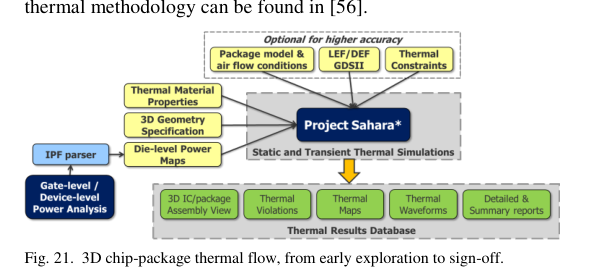 thermal methodology can be found in [56].
Optional for higher accuracy
Package model &
air flow conditions
LEF/DEF
GDSII
Thermal
Constraints
Thermal Material
Properties
3D Geometry
Specification
Die-level Power
Maps
IPF parser
Gate-level /
Device-level
Power Analysis
Project Sahara*
Static and Transient Thermal Simulations
3D IC/package
Assembly View
Thermal
Violations
Thermal
Maps
Thermal
Waveforms
Detailed &
Summary reports
Thermal Results Database
Fig. 21. 3D chip-package thermal flow, from early exploration to sign-off.